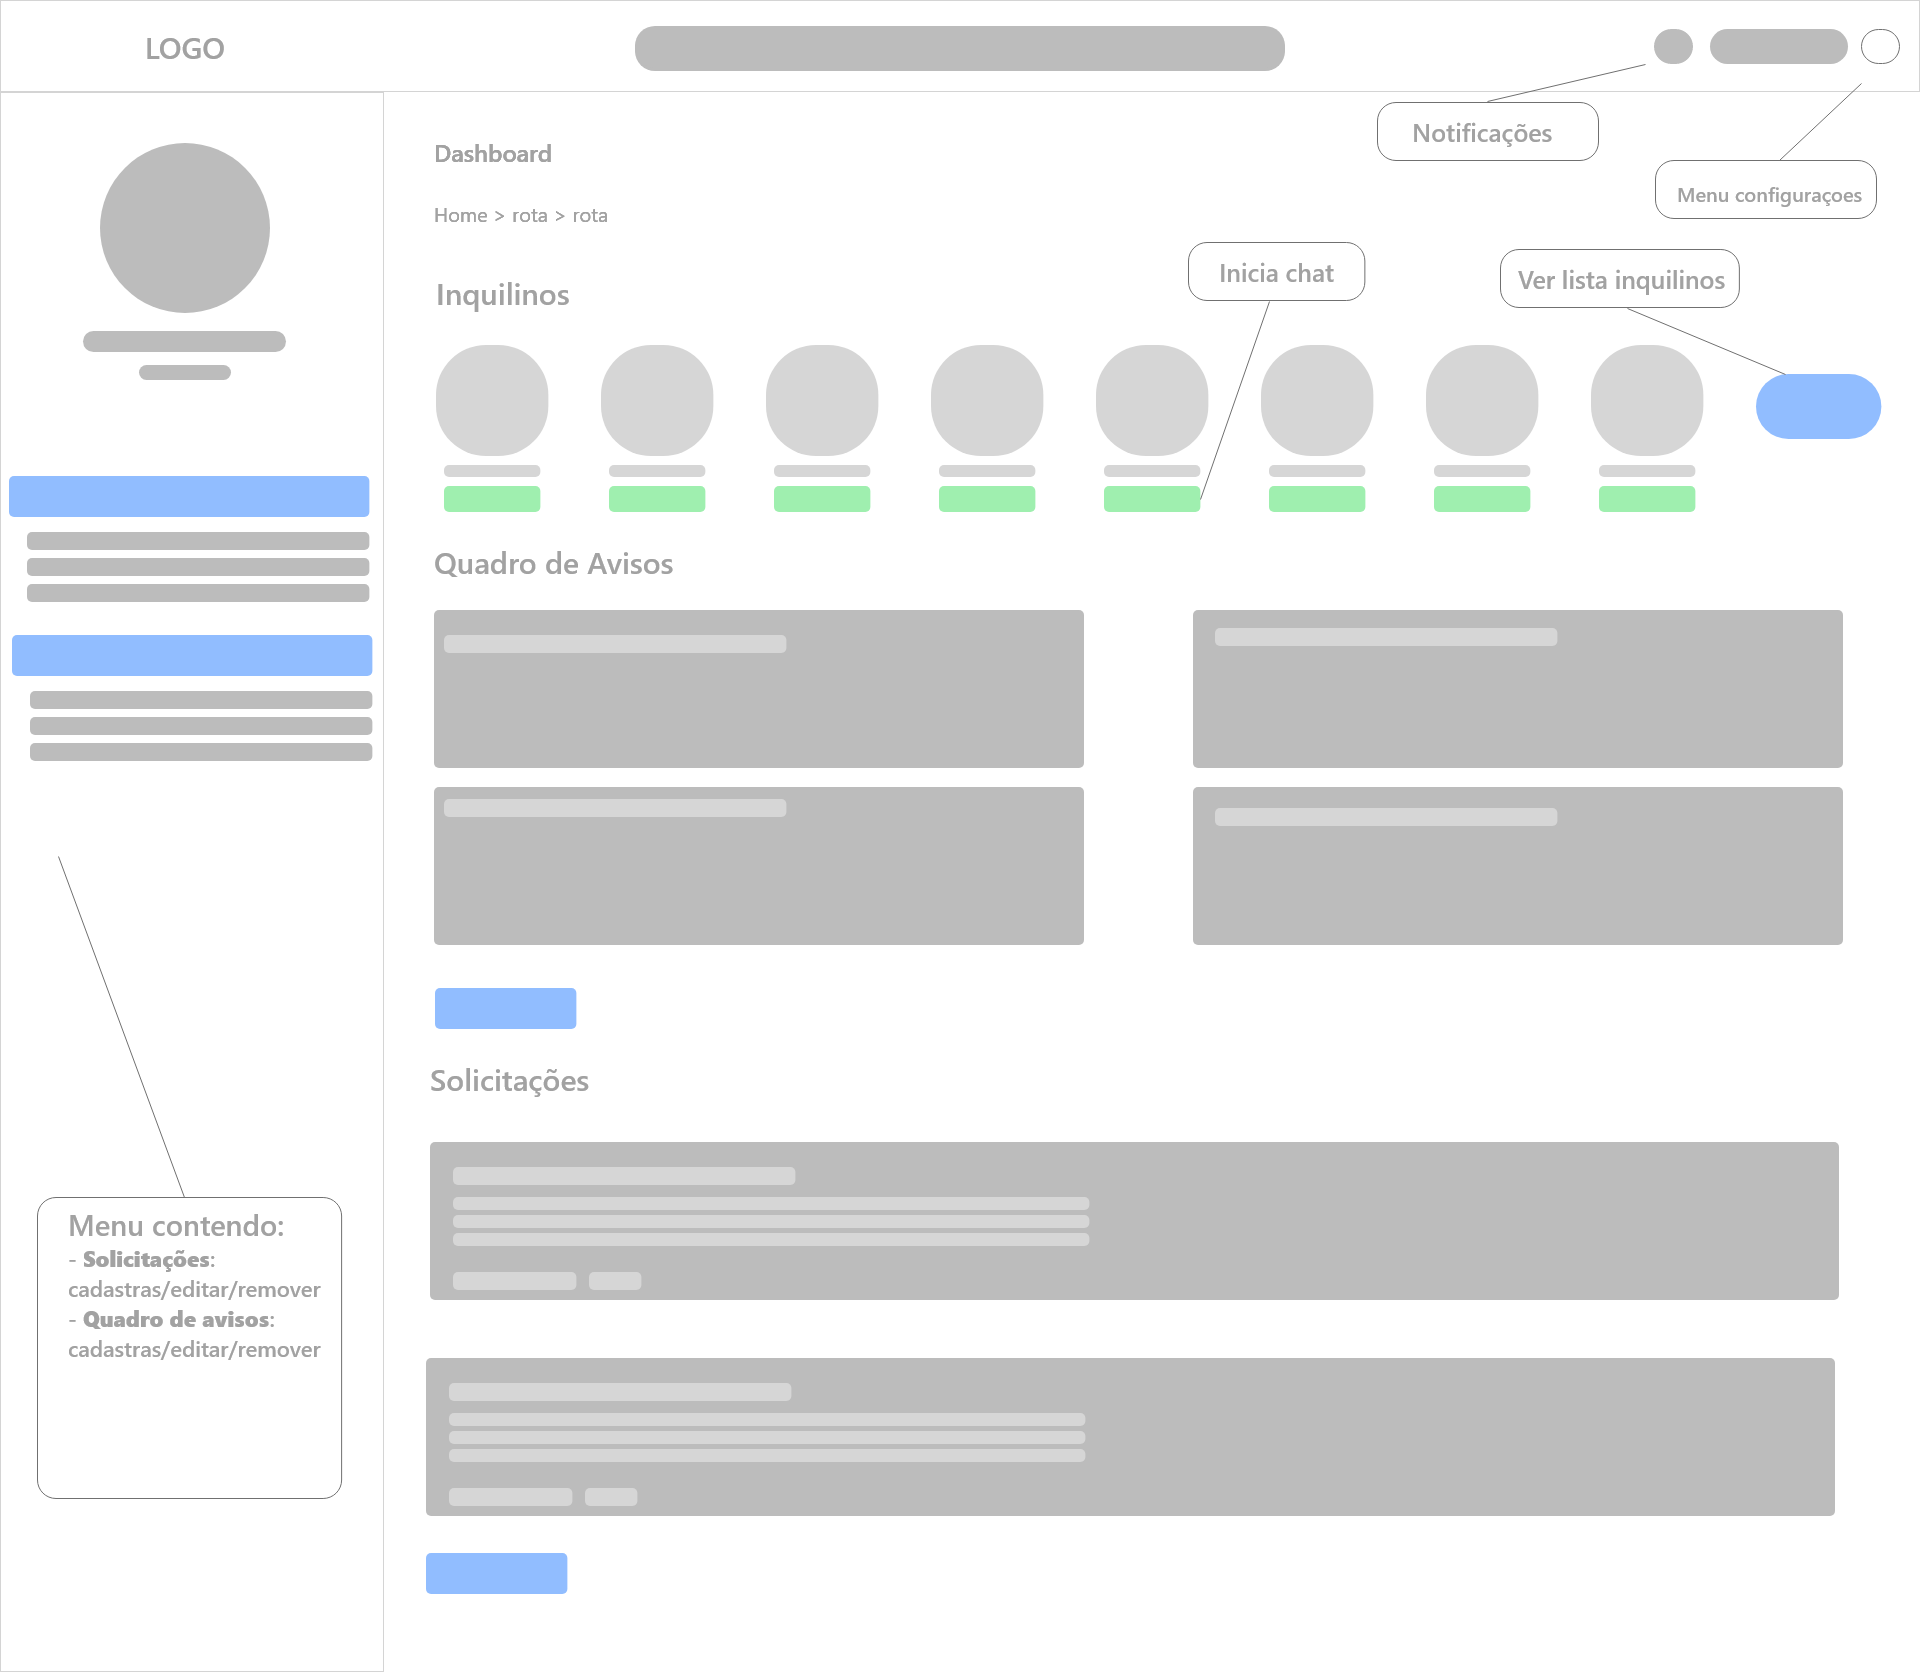 LOGO
Notificações
Menu configuraçoes
Dashboard
Home > rota > rota
Inicia chat
Ver lista inquilinos
Inquilinos
Quadro de Avisos
Solicitações
Menu contendo:
- Solicitações:
cadastras/editar/remover
- Quadro de avisos:
cadastras/editar/remover